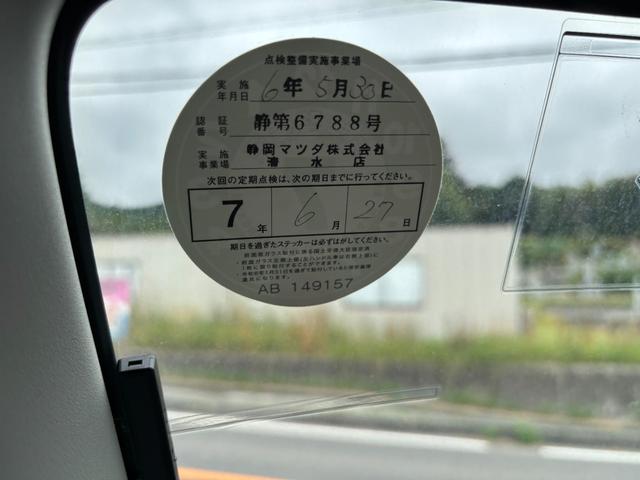 点検整備実施事業場
実施年月日 6年5月30日
認証番号 静第6788号
実施事業場 静岡マツダ株式会社
清水店
次回の定期点検は、次の期日までに行ってください。
7年 6月 27日
期日を過ぎたステッカーは必ずはがしてください。
AB 149157